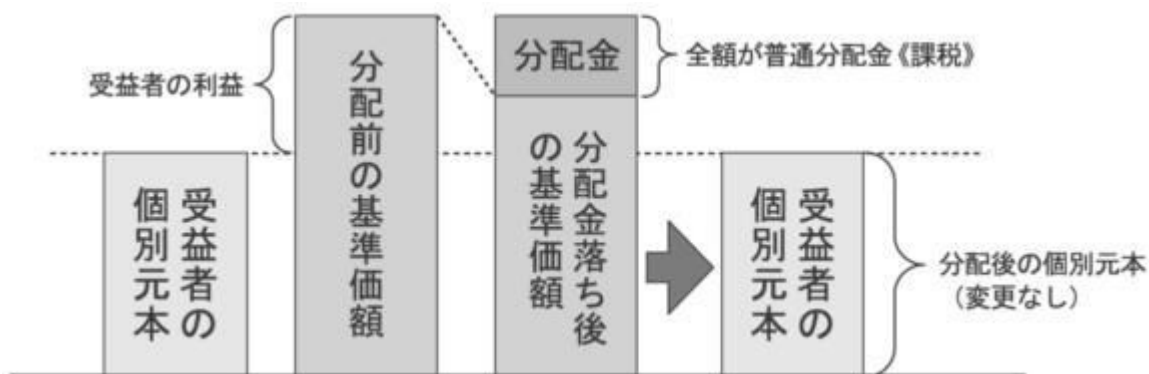 受益者の
個別元本
受益者の利益
分配前の基準価額
分配金
全額が普通分配金《課税》
分配金落ち後
の基準価額
受益者の
個別元本
分配後の個別元本
（変更なし）